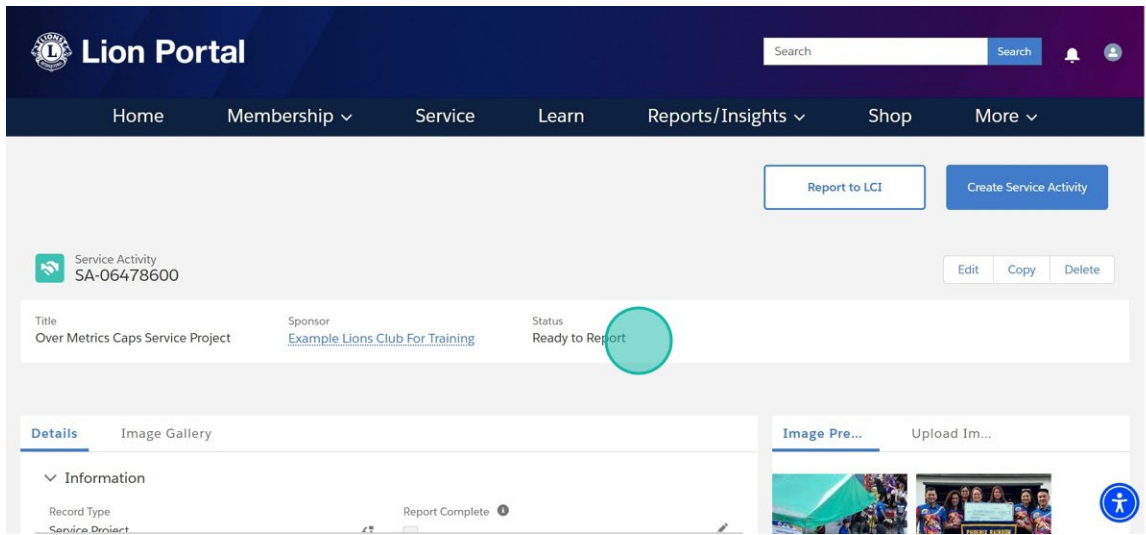 Lion Portal
Search
Search
Home Membership Service Learn Reports/Insights Shop More
Report to LCI
Create Service Activity
Service Activity
SA-06478600
Edit Copy Delete
Title Sponsor Status
Over Metrics Caps Service Project Example Lions Club For Training Ready to Report
Details Image Gallery
Image Pre... Upload Im...
Information
Record Type Report Complete
Service Project